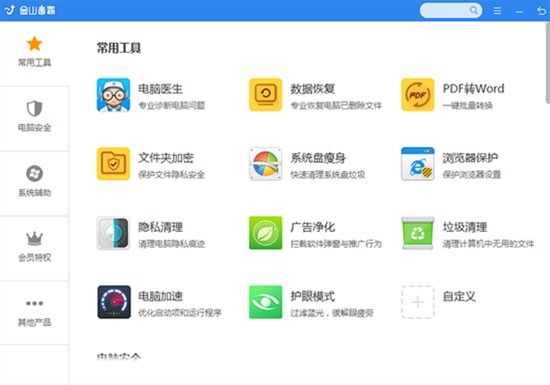 金山毒霸
常用工具
电脑安全
系统辅助
会员特权
其他产品
常用工具
电脑医生
专业诊断电脑问题
数据恢复
专业恢复电脑已删除文件
PDF
PDF转Word
一键批量转换
文件夹加密
保护文件隐私安全
系统盘瘦身
快速清理系统盘垃圾
浏览器保护
保护浏览器设置
隐私清理
清理电脑隐私痕迹
广告净化
拦截软件弹窗与推广行为
垃圾清理
清理计算机中无用的文件
电脑加速
优化启动项和运行程序
护眼模式
过滤蓝光，缓解眼疲劳
自定义
电脑安全